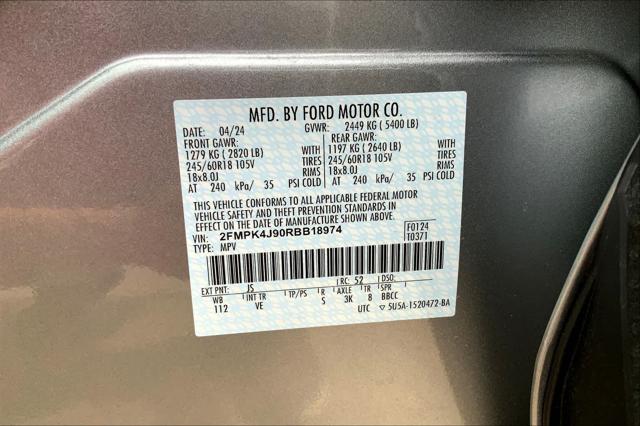 MFD. BY FORD MOTOR CO.
DATE: 04/24 GVWR: 2449 KG ( 5400 LB)
FRONT GAWR: REAR GAWR:
1279 KG ( 2820 LB) WITH 1197 KG ( 2640 LB) WITH
245/60R18 105V TIRES 245/60R18 105V TIRES
18x8.0J RIMS 18x8.0J RIMS
AT 240 kPa/ 35 PSI COLD AT 240 kPa/ 35 PSI COLD
THIS VEHICLE CONFORMS TO ALL APPLICABLE FEDERAL MOTOR
VEHICLE SAFETY AND THEFT PREVENTION STANDARDS IN
EFFECT ON THE DATE OF MANUFACTURE SHOWN ABOVE.
VIN: 2FMPK4J90RBB18974 F0124
TYPE: MPV T0371
EXT PNT: JS RC: 52 DSO:
WB INT TR TP/PS R AXLE TR SPR
112 VE S 3K 8 BBCC
UTC ▽ 5U5A-1520472-BA